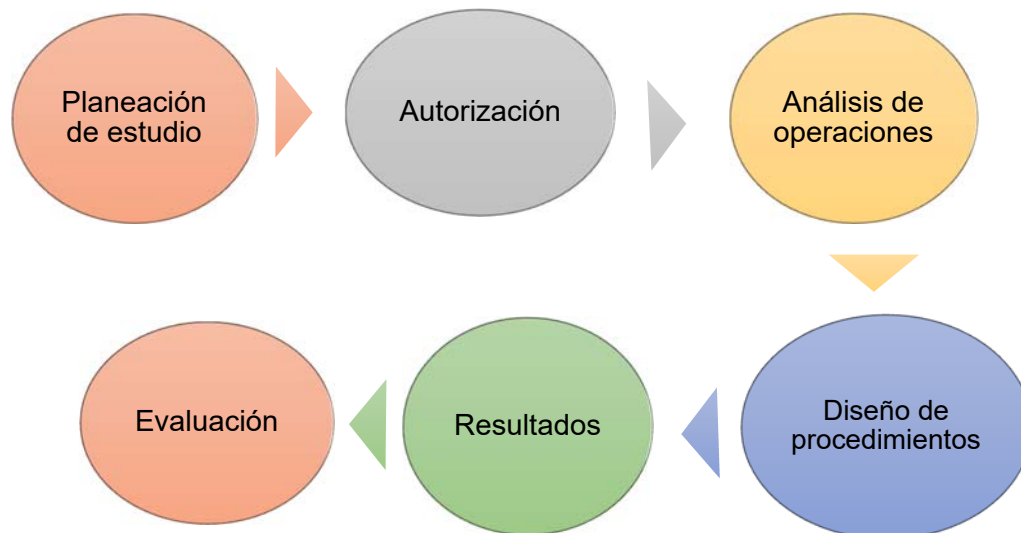 Planeación
de estudio
Autorización
Análisis de
operaciones
Diseño de
procedimientos
Resultados
Evaluación